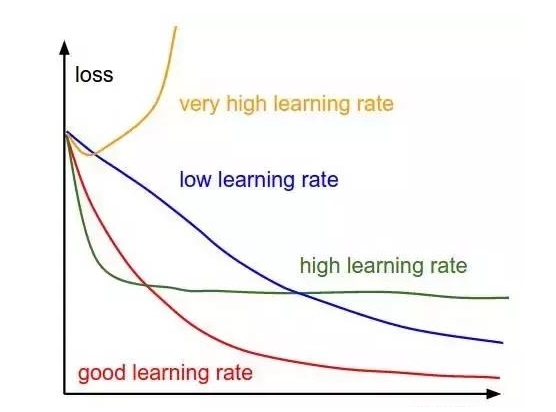 loss
very high learning rate
low learning rate
high learning rate
good learning rate